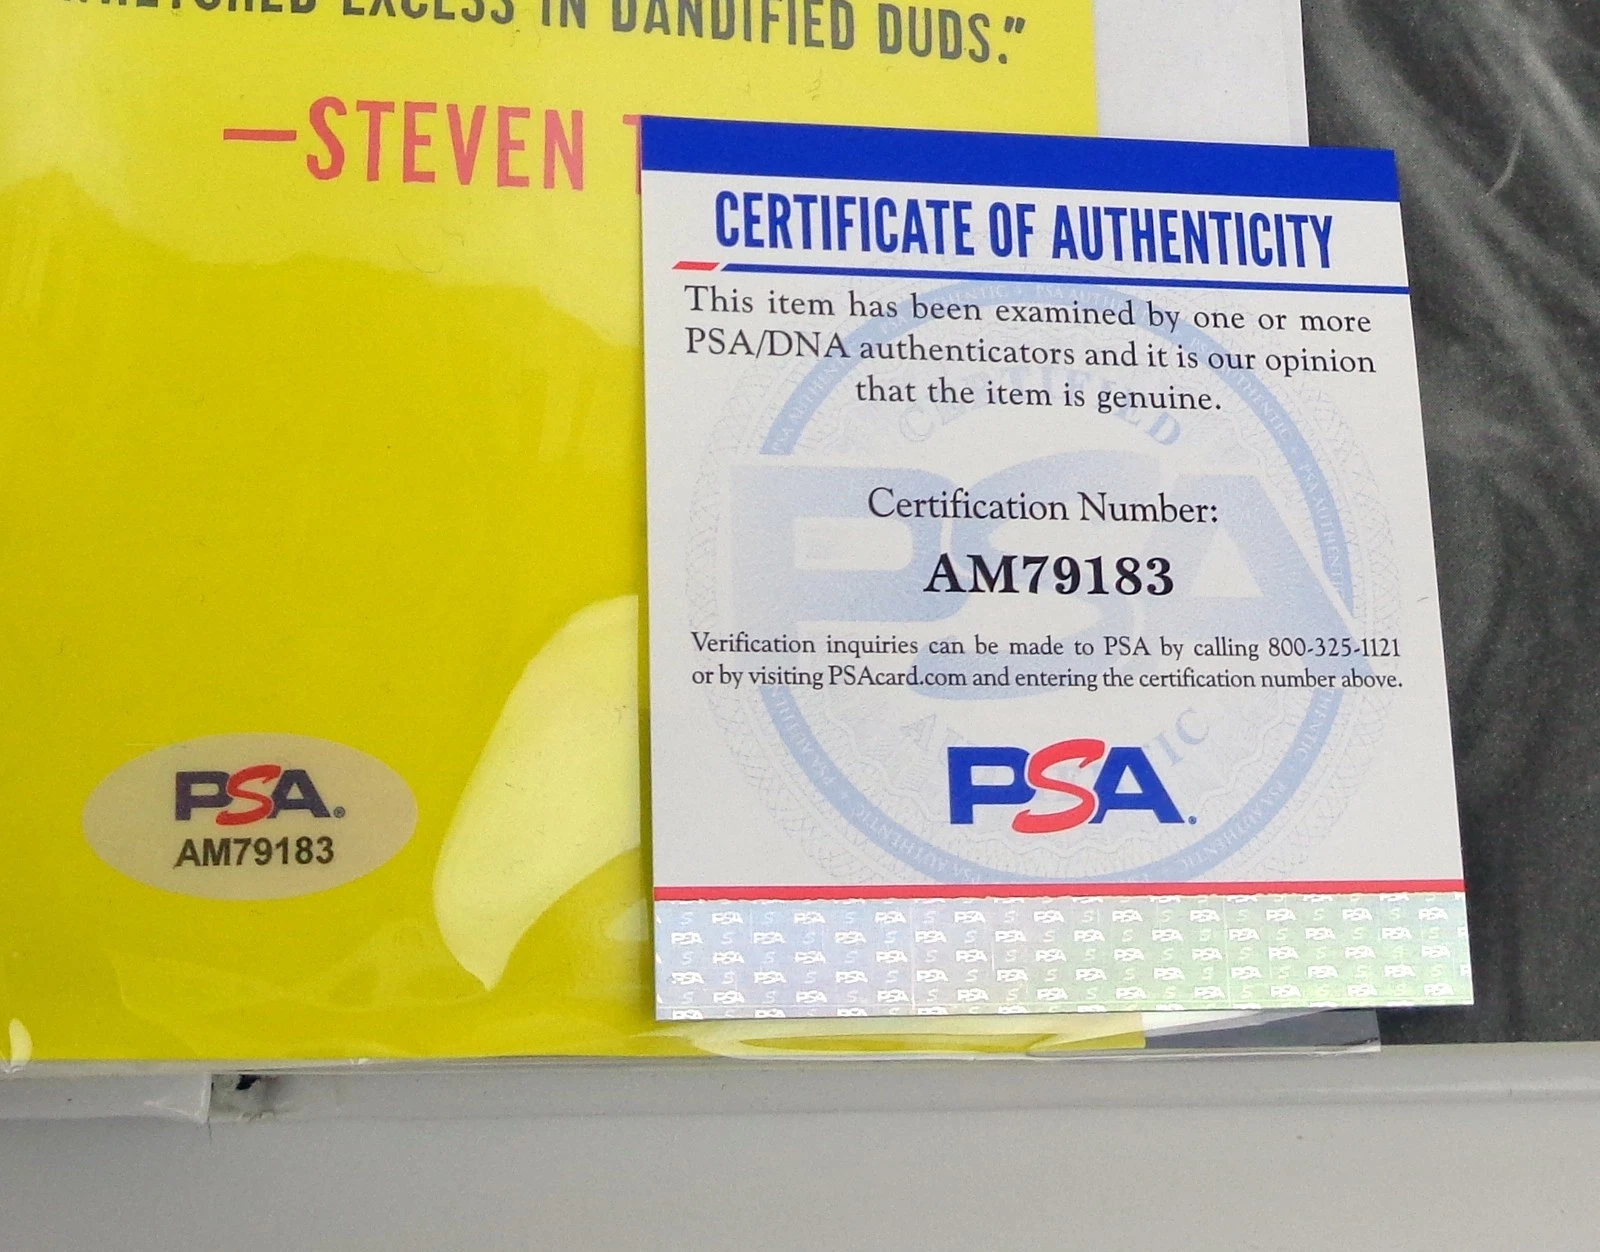 EXCESS IN DANDIFIED DUDS."
—STEVEN
CERTIFICATE OF AUTHENTICITY
This item has been examined by one or more
PSA/DNA authenticators and it is our opinion
that the item is genuine.
Certification Number:
AM79183
Verification inquiries can be made to PSA by calling 800-325-1121
or by visiting PSAcard.com and entering the certification number above.
PSA
PSA
AM79183